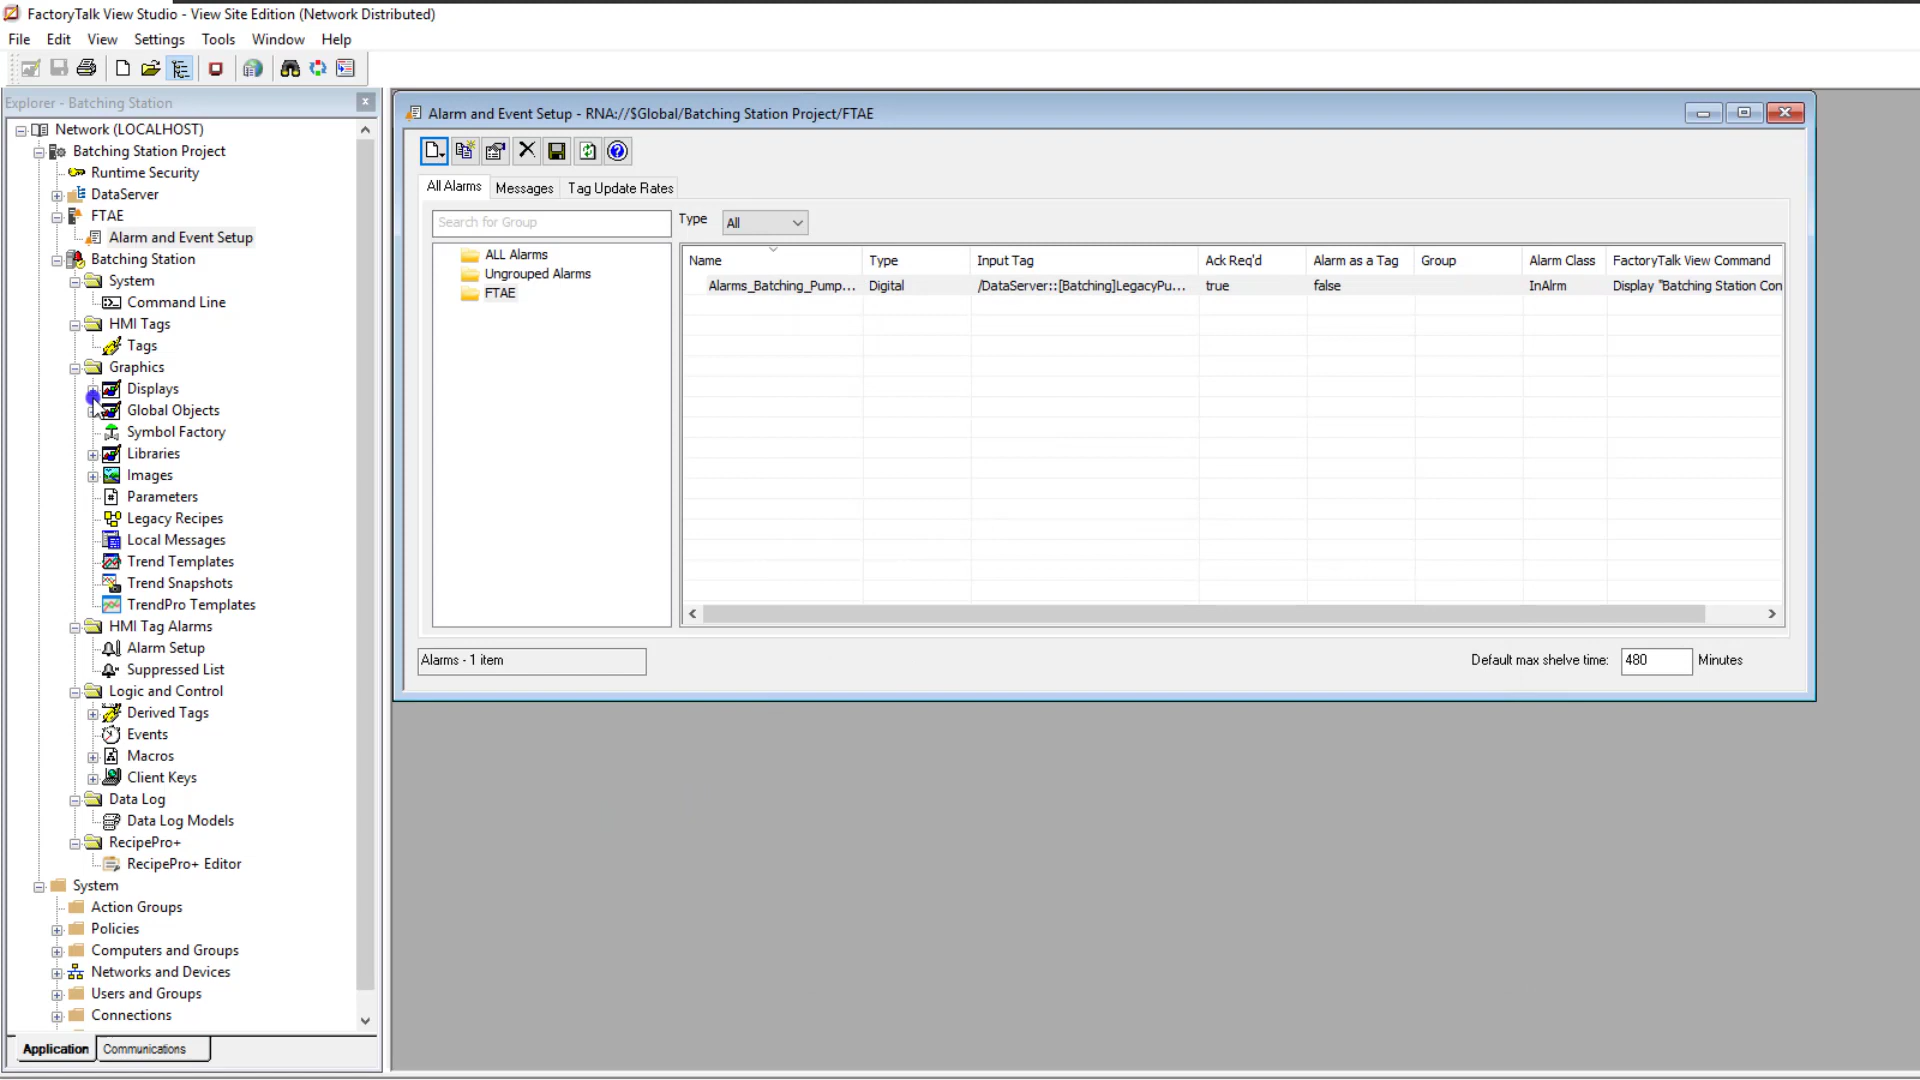 FactoryTalk View Studio - View Site Edition (Network Distributed)
File Edit View Settings Tools Window Help
Explorer - Batching Station
Network (LOCALHOST)
Batching Station Project
Runtime Security
DataServer
FTAE
Alarm and Event Setup
Batching Station
System
Command Line
HMI Tags
Tags
Graphics
Displays
Global Objects
Symbol Factory
Libraries
Images
Parameters
Legacy Recipes
Local Messages
Trend Templates
Trend Snapshots
TrendPro Templates
HMI Tag Alarms
Alarm Setup
Suppressed List
Logic and Control
Derived Tags
Events
Macros
Client Keys
Data Log
Data Log Models
RecipePro+
RecipePro+ Editor
System
Action Groups
Policies
Computers and Groups
Networks and Devices
Users and Groups
Connections
Application Communications
Alarm and Event Setup - RNA://$Global/Batching Station Project/FTAE
All Alarms Messages Tag Update Rates
Search for Group Type All
ALL Alarms
Ungrouped Alarms
FTAE
Name Type Input Tag Ack Req'd Alarm as a Tag Group Alarm Class FactoryTalk View Command
Alarms_Batching_Pump... Digital /DataServer::[Batching]LegacyPu... true false InAlrm Display "Batching Station Con
Alarms - 1 item Default max shelve time: 480 Minutes